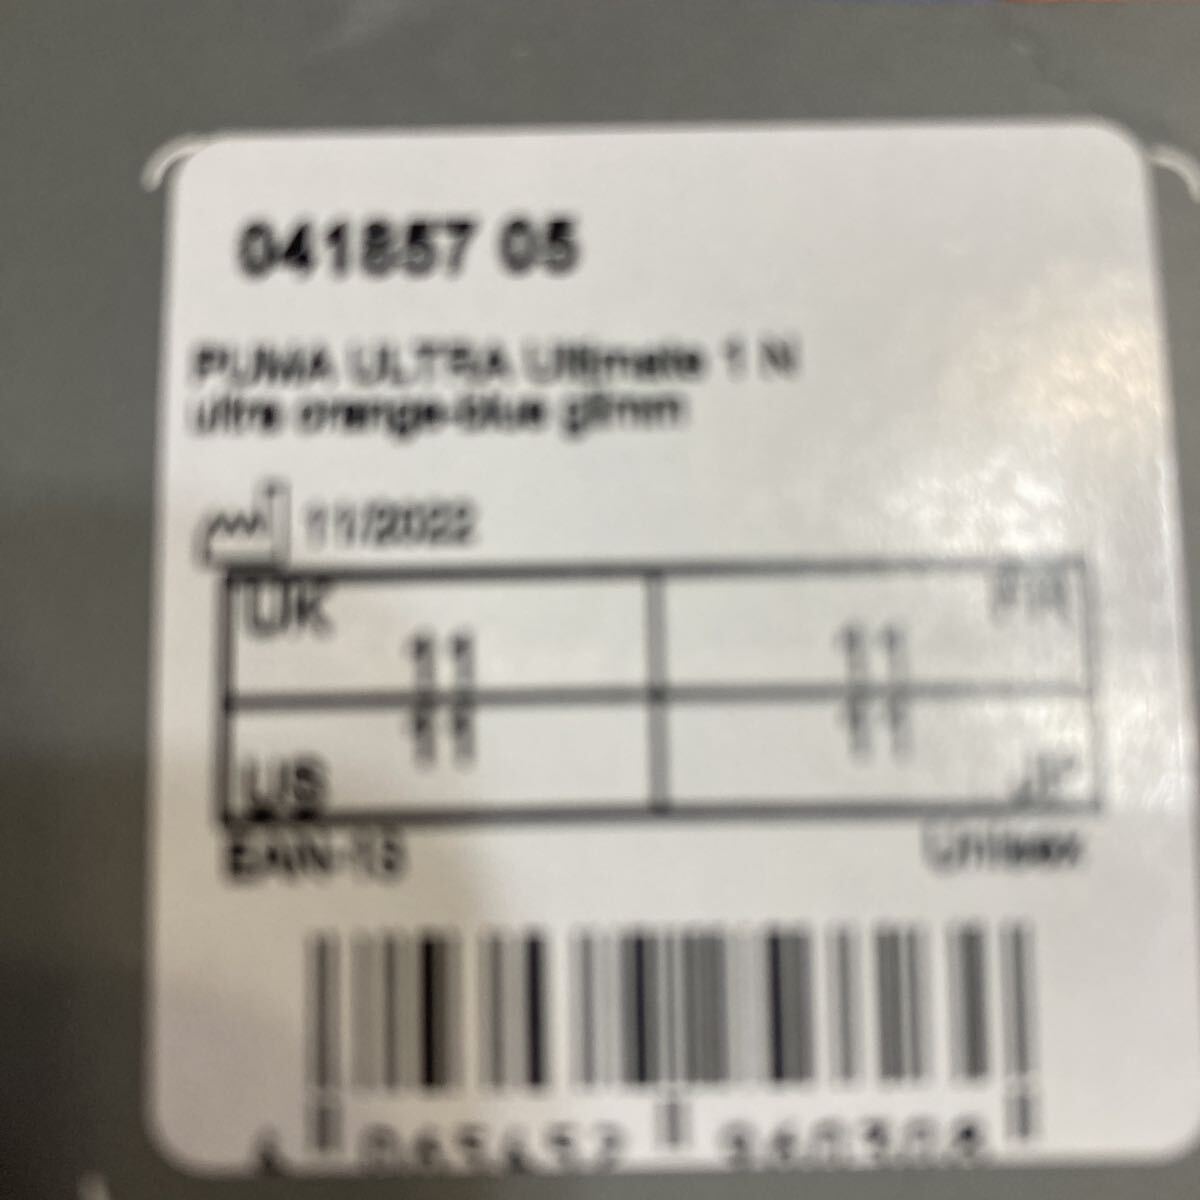 041857 05
PUMA ULTRA Ultimate 1 N
ultra orange-blue glimm
11/2022
UK 11 11 FR
US 11 11 JP
EAN-13 Unisex